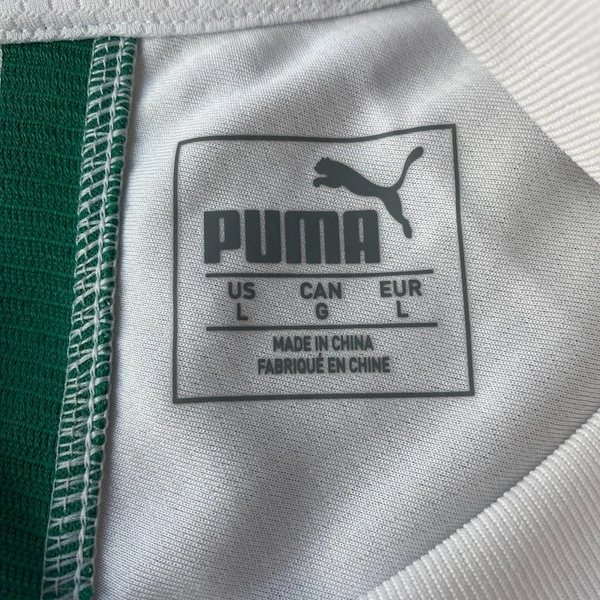 PUMA
US CAN EUR
L G L
MADE IN CHINA
FABRIQUÉ EN CHINE